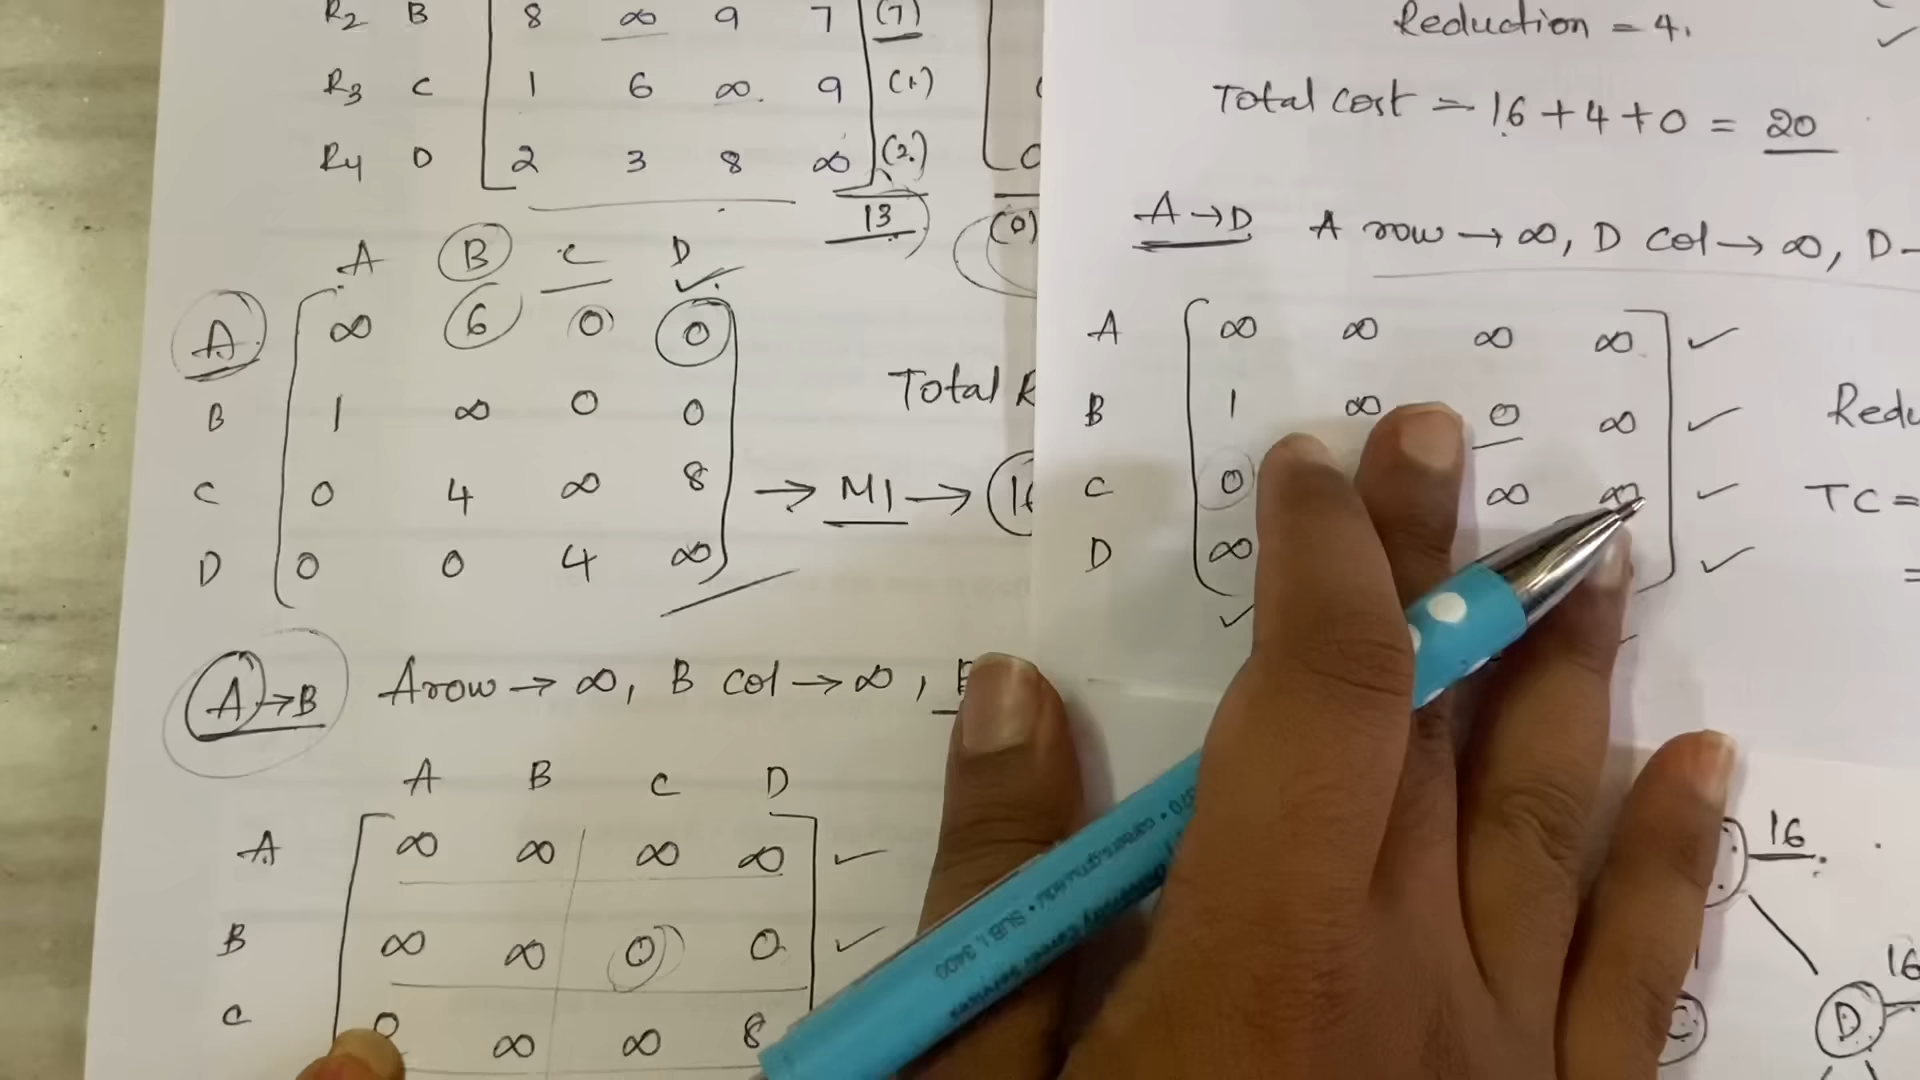 R2 B 8 ∞ 9 7 (7)
R3 C 1 6 ∞ 9 (1)
R4 D 2 3 8 ∞ (2)
13 (0)
A B C D
A ∞ 6 0 0
B 1 ∞ 0 0
C 0 4 ∞ 8 → M1 →
D 0 0 4 ∞
Total
A→B A row → ∞, B col → ∞,
A B C D
A ∞ ∞ ∞ ∞
B ∞ ∞ 0 0
C 0 ∞ ∞ 8
Reduction = 4.
Total cost = 16 + 4 + 0 = 20
A→D A row → ∞, D col → ∞, D-
A ∞ ∞ ∞ ∞
B 1 ∞ 0 ∞
C 0 ∞ ∞
D ∞
TC =
=
16
16
C D